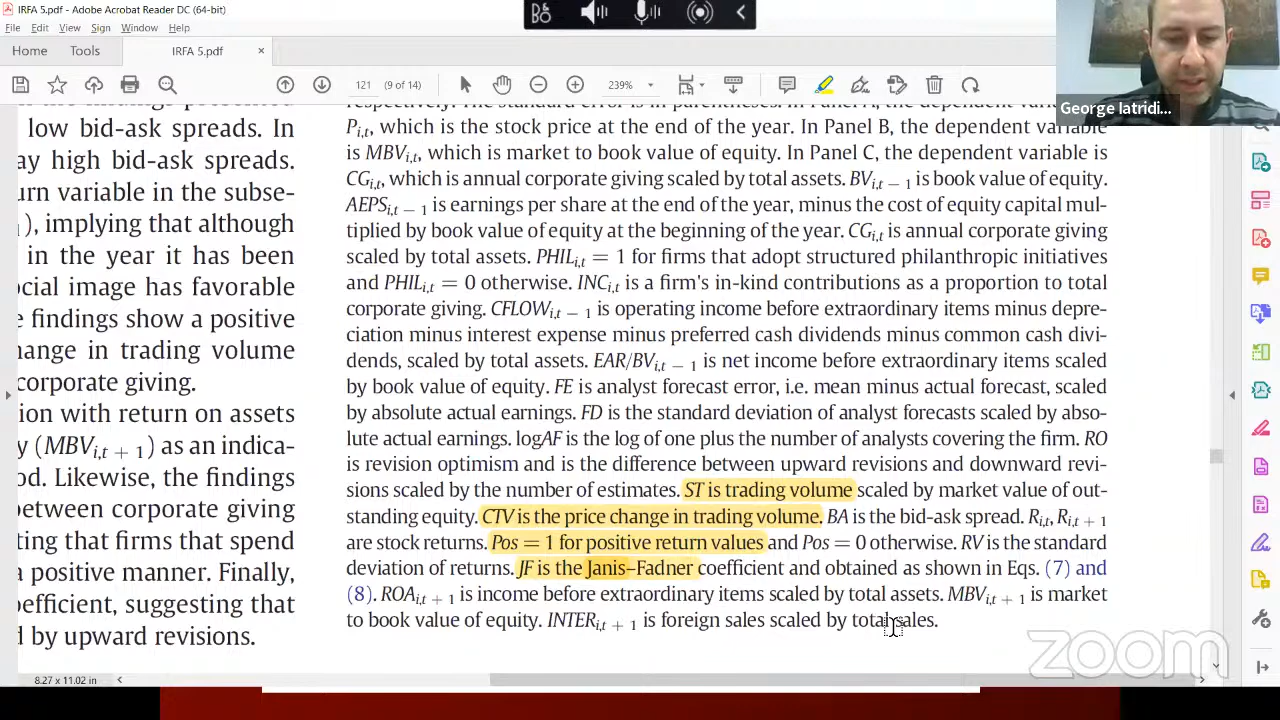 IRFA 5.pdf - Adobe Acrobat Reader DC (64-bit)
File Edit View Sign Window Help
Home Tools IRFA 5.pdf ×
121 (9 of 14) 239%
George Iatridi...
low bid-ask spreads. In
ay high bid-ask spreads.
urn variable in the subse-
), implying that although
in the year it has been
ocial image has favorable
e findings show a positive
hange in trading volume
corporate giving.
ion with return on assets
y (MBVi,t + 1) as an indica-
od. Likewise, the findings
between corporate giving
ting that firms that spend
a positive manner. Finally,
oefficient, suggesting that
d by upward revisions.
respectively. The standard error is in parentheses. In Panel A, the dependent varia
Pi,t, which is the stock price at the end of the year. In Panel B, the dependent variable
is MBVi,t, which is market to book value of equity. In Panel C, the dependent variable is
CGi,t, which is annual corporate giving scaled by total assets. BVi,t − 1 is book value of equity.
AEPSi,t − 1 is earnings per share at the end of the year, minus the cost of equity capital mul-
tiplied by book value of equity at the beginning of the year. CGi,t is annual corporate giving
scaled by total assets. PHILi,t = 1 for firms that adopt structured philanthropic initiatives
and PHILi,t = 0 otherwise. INCi,t is a firm's in-kind contributions as a proportion to total
corporate giving. CFLOWi,t − 1 is operating income before extraordinary items minus depre-
ciation minus interest expense minus preferred cash dividends minus common cash divi-
dends, scaled by total assets. EAR/BVi,t − 1 is net income before extraordinary items scaled
by book value of equity. FE is analyst forecast error, i.e. mean minus actual forecast, scaled
by absolute actual earnings. FD is the standard deviation of analyst forecasts scaled by abso-
lute actual earnings. logAF is the log of one plus the number of analysts covering the firm. RO
is revision optimism and is the difference between upward revisions and downward revi-
sions scaled by the number of estimates. ST is trading volume scaled by market value of out-
standing equity. CTV is the price change in trading volume. BA is the bid-ask spread. Ri,t, Ri,t + 1
are stock returns. Pos = 1 for positive return values and Pos = 0 otherwise. RV is the standard
deviation of returns. JF is the Janis–Fadner coefficient and obtained as shown in Eqs. (7) and
(8). ROAi,t + 1 is income before extraordinary items scaled by total assets. MBVi,t + 1 is market
to book value of equity. INTERi,t + 1 is foreign sales scaled by total sales.
zoom
8.27 x 11.02 in